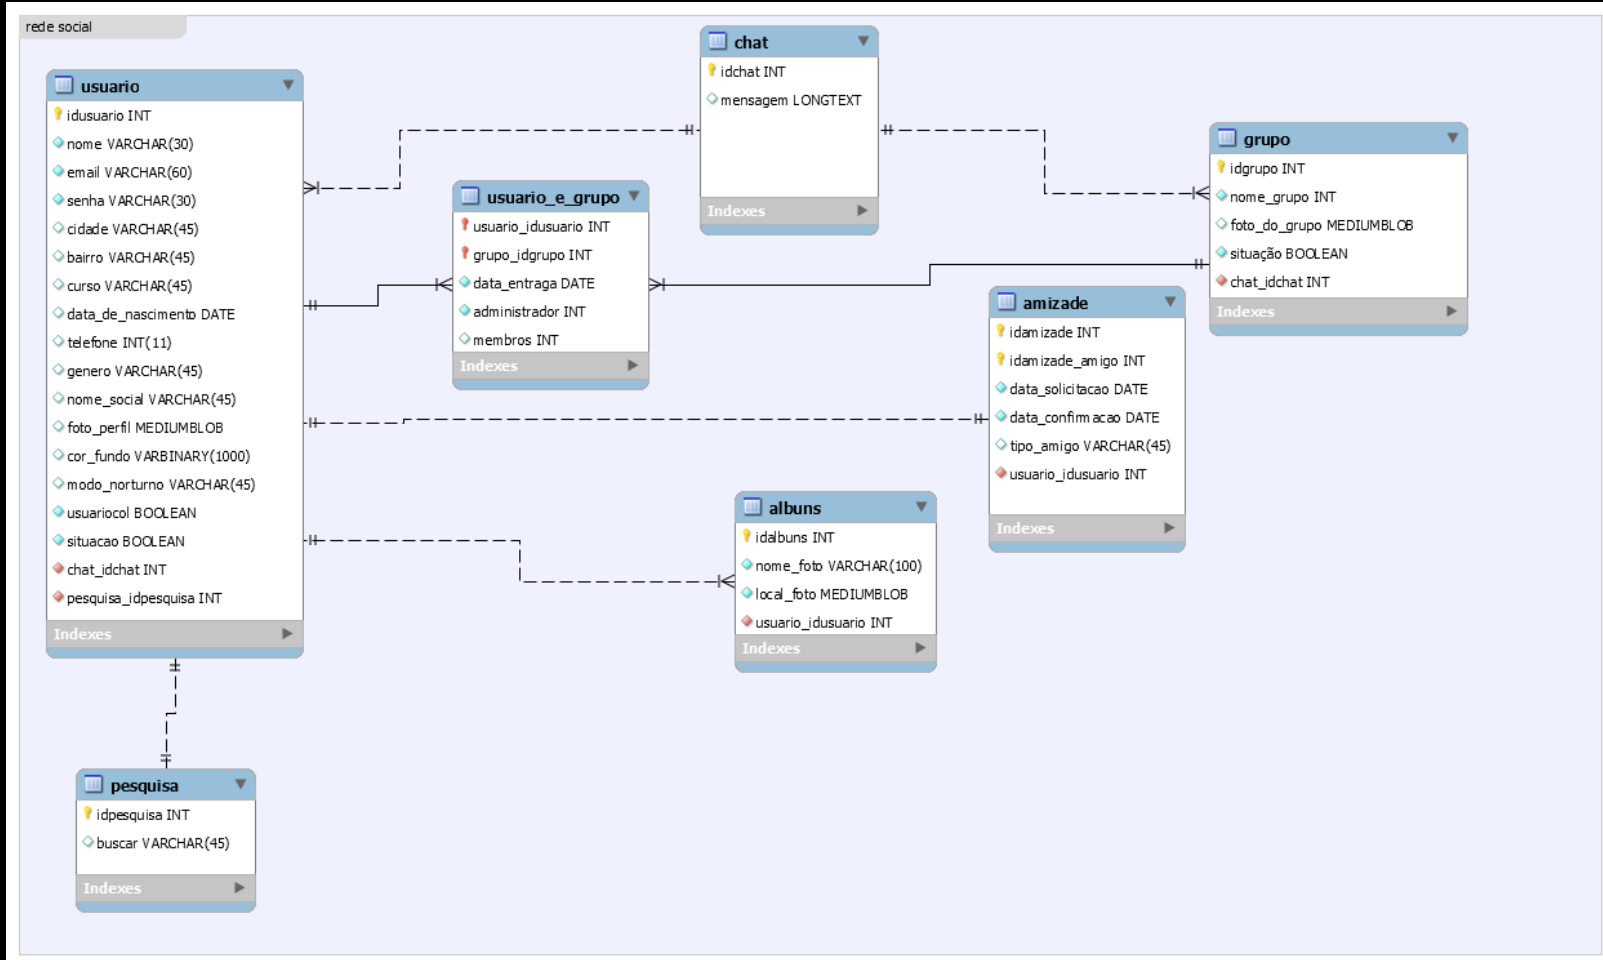 rede social
usuario
idusuario INT
nome VARCHAR(30)
email VARCHAR(60)
senha VARCHAR(30)
cidade VARCHAR(45)
bairro VARCHAR(45)
curso VARCHAR(45)
data_de_nascimento DATE
telefone INT(11)
genero VARCHAR(45)
nome_social VARCHAR(45)
foto_perfil MEDIUMBLOB
cor_fundo VARBINARY(1000)
modo_norturno VARCHAR(45)
usuariocol BOOLEAN
situacao BOOLEAN
chat_idchat INT
pesquisa_idpesquisa INT
Indexes
chat
idchat INT
mensagem LONGTEXT
Indexes
usuario_e_grupo
usuario_idusuario INT
grupo_idgrupo INT
data_entraga DATE
administrador INT
membros INT
Indexes
grupo
idgrupo INT
nome_grupo INT
foto_do_grupo MEDIUMBLOB
situação BOOLEAN
chat_idchat INT
Indexes
amizade
idamizade INT
idamizade_amigo INT
data_solicitacao DATE
data_confirmacao DATE
tipo_amigo VARCHAR(45)
usuario_idusuario INT
Indexes
albuns
idalbuns INT
nome_foto VARCHAR(100)
local_foto MEDIUMBLOB
usuario_idusuario INT
Indexes
pesquisa
idpesquisa INT
buscar VARCHAR(45)
Indexes